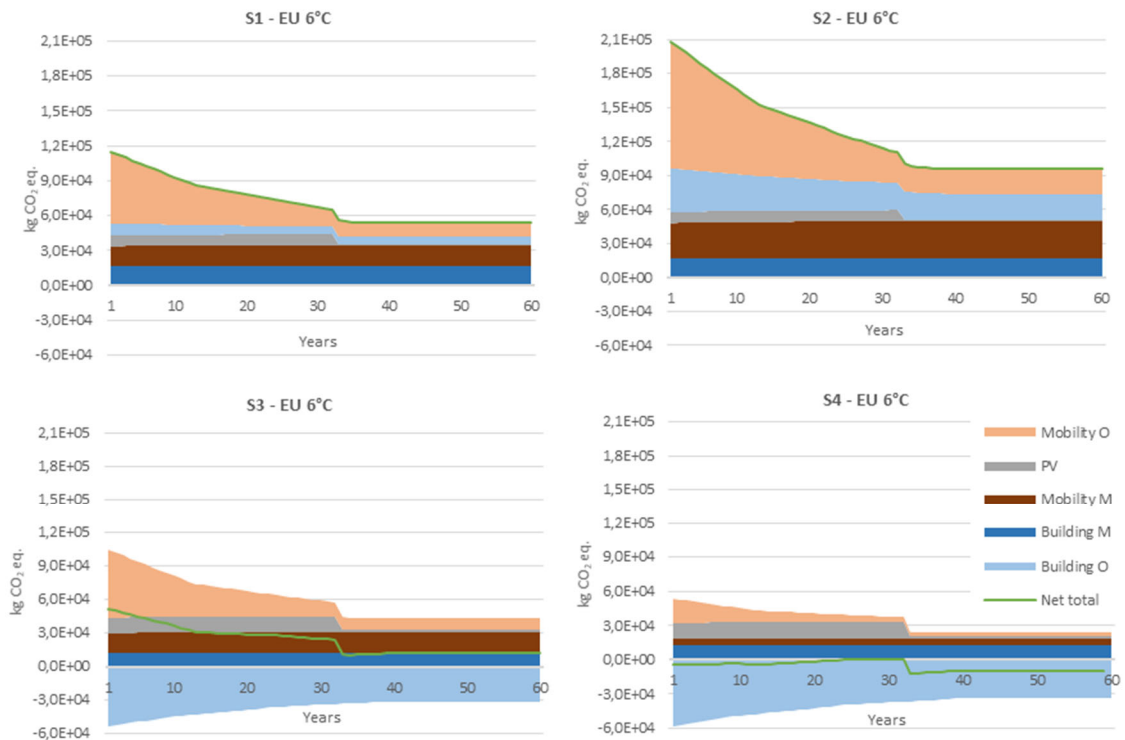 S1 - EU 6°C
2,1E+05
1,8E+05
1,5E+05
1,2E+05
9,0E+04
6,0E+04
3,0E+04
0,0E+00
-3,0E+04
-6,0E+04
kg CO₂ eq.
1 10 20 30 40 50 60
Years
S2 - EU 6°C
2,1E+05
1,8E+05
1,5E+05
1,2E+05
9,0E+04
6,0E+04
3,0E+04
0,0E+00
-3,0E+04
-6,0E+04
kg CO₂ eq.
1 10 20 30 40 50 60
Years
S3 - EU 6°C
2,1E+05
1,8E+05
1,5E+05
1,2E+05
9,0E+04
6,0E+04
3,0E+04
0,0E+00
-3,0E+04
-6,0E+04
kg CO₂ eq.
1 10 20 30 40 50 60
Years
S4 - EU 6°C
2,1E+05
1,8E+05
1,5E+05
1,2E+05
9,0E+04
6,0E+04
3,0E+04
0,0E+00
-3,0E+04
-6,0E+04
kg CO₂ eq.
1 10 20 30 40 50 60
Years
Mobility O
PV
Mobility M
Building M
Building O
Net total